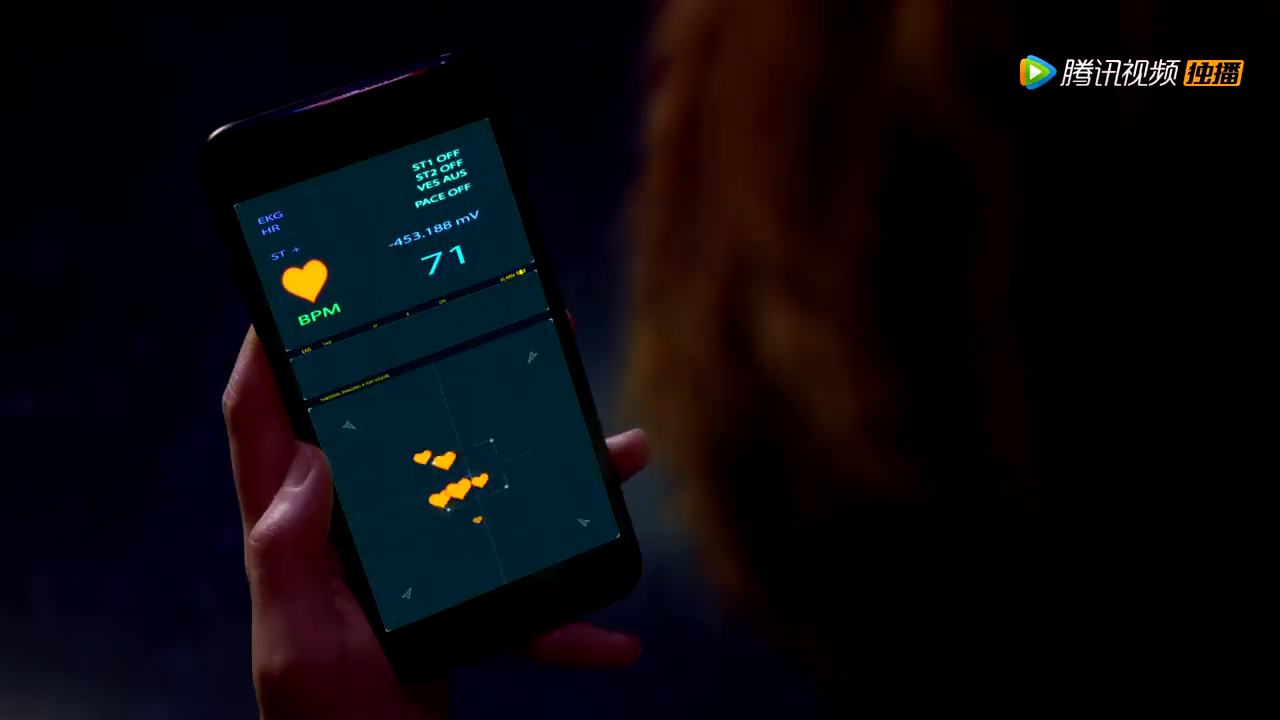 腾讯视频 独播
ST1 OFF
ST2 OFF
VES AUS
PACE OFF
EKG
HR
ST +
-453.188 mV
71
BPM
ALARM